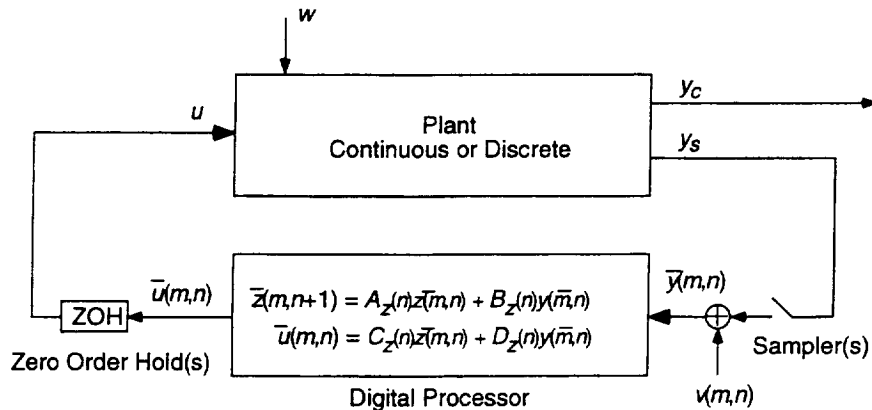 w
u
Plant
Continuous or Discrete
y_c
y_s
z̄(m,n+1) = A_z(n)z̄(m,n) + B_z(n)y(m̄,n)
ū(m,n) = C_z(n)z̄(m,n) + D_z(n)y(m̄,n)
ū(m,n)
ȳ(m,n)
ZOH
Zero Order Hold(s)
Sampler(s)
v(m,n)
Digital Processor